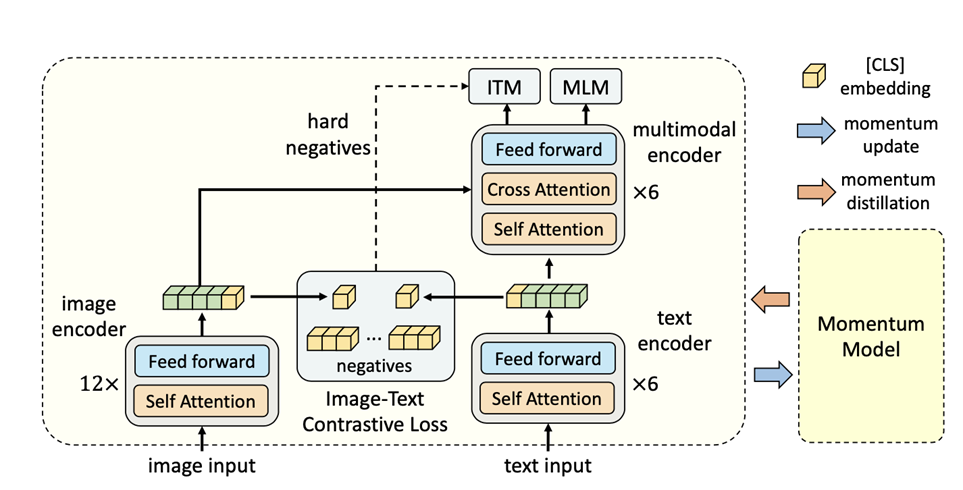 ITM
MLM
hard
negatives
Feed forward
Cross Attention
Self Attention
multimodal
encoder
×6
[CLS]
embedding
momentum
update
momentum
distillation
image
encoder
12×
Feed forward
Self Attention
image input
...
negatives
Image-Text
Contrastive Loss
text
encoder
Feed forward
Self Attention
×6
text input
Momentum
Model